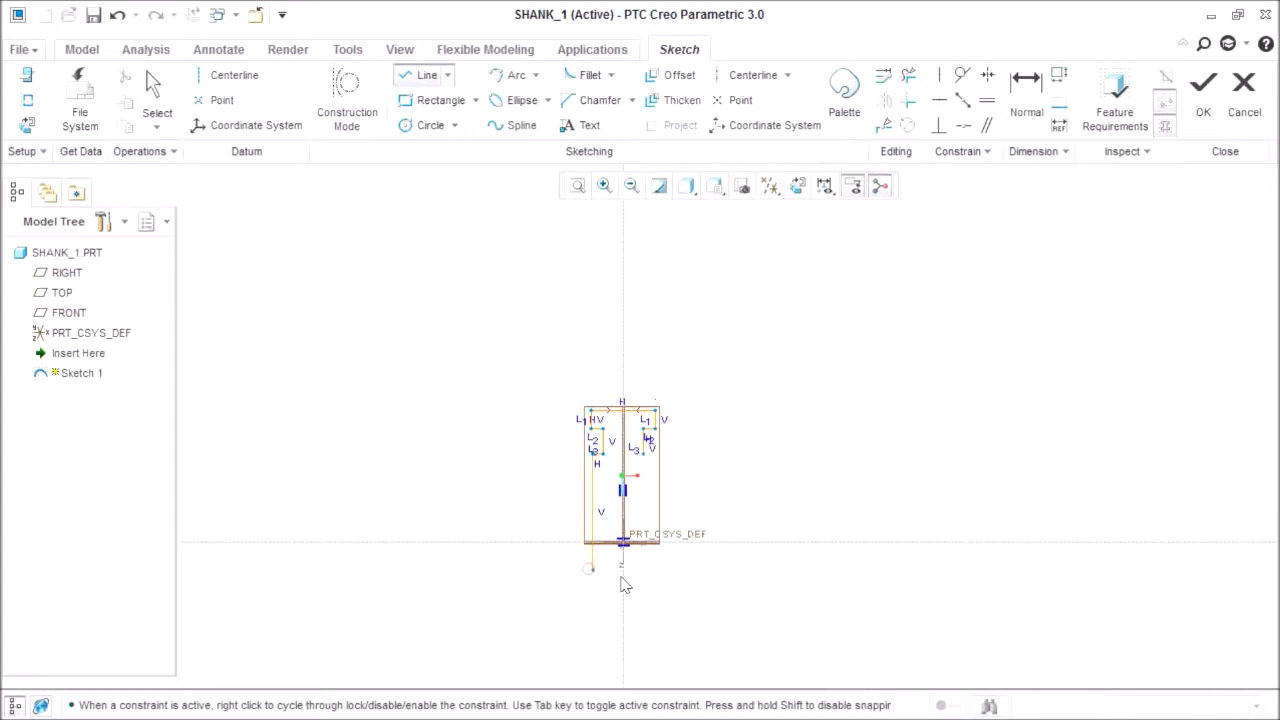 SHANK_1 (Active) - PTC Creo Parametric 3.0
File Model Analysis Annotate Render Tools View Flexible Modeling Applications Sketch
Centerline Line Arc Fillet Offset Centerline
Point Rectangle Ellipse Chamfer Thicken Point
File System Select Coordinate System Construction Mode Circle Spline Text Project Coordinate System Palette Normal Feature Requirements OK Cancel
REF
Setup Get Data Operations Datum Sketching Editing Constrain Dimension Inspect Close
Model Tree
SHANK_1.PRT
RIGHT
TOP
FRONT
PRT_CSYS_DEF
Insert Here
Sketch 1
H
L1 H V L1 V
L2 V
L3 V
H
V
PRT_CSYS_DEF
Z
When a constraint is active, right click to cycle through lock/disable/enable the constraint. Use Tab key to toggle active constraint. Press and hold Shift to disable snappir